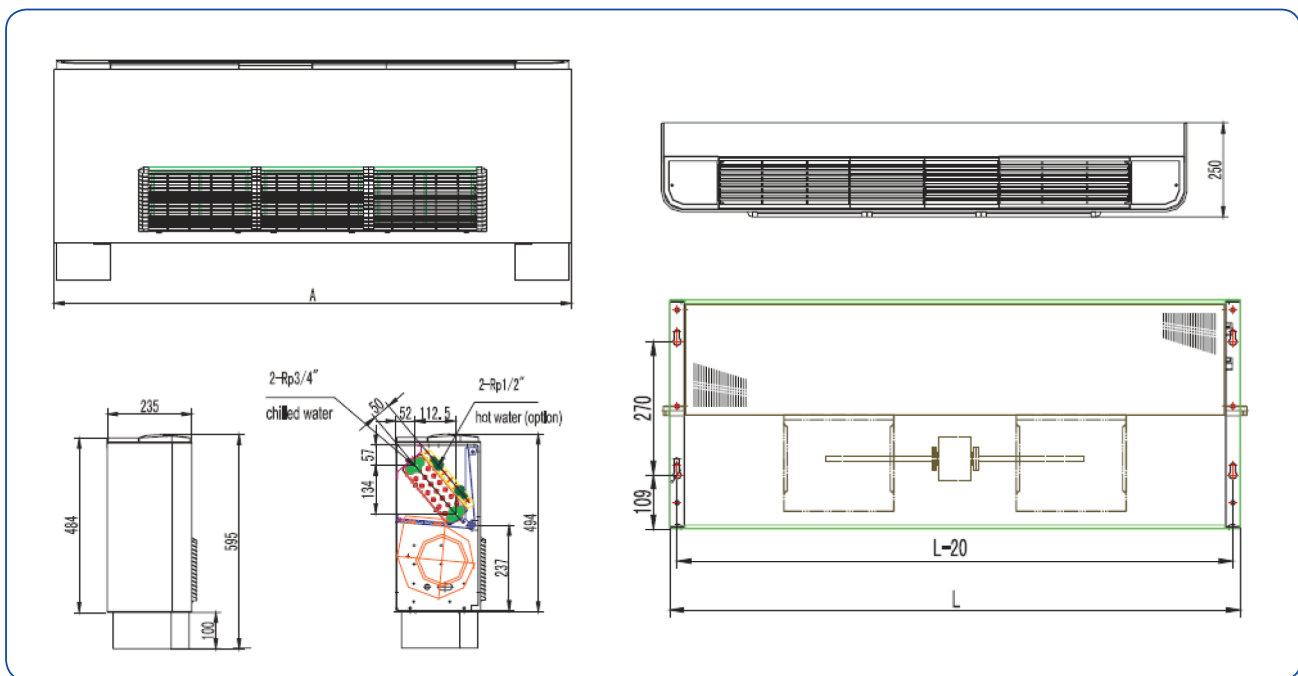 A
250
2-Rp3/4"
chilled water
2-Rp1/2"
hot water (option)
50
52
112.5
57
134
237
494
235
484
595
100
270
109
L-20
L